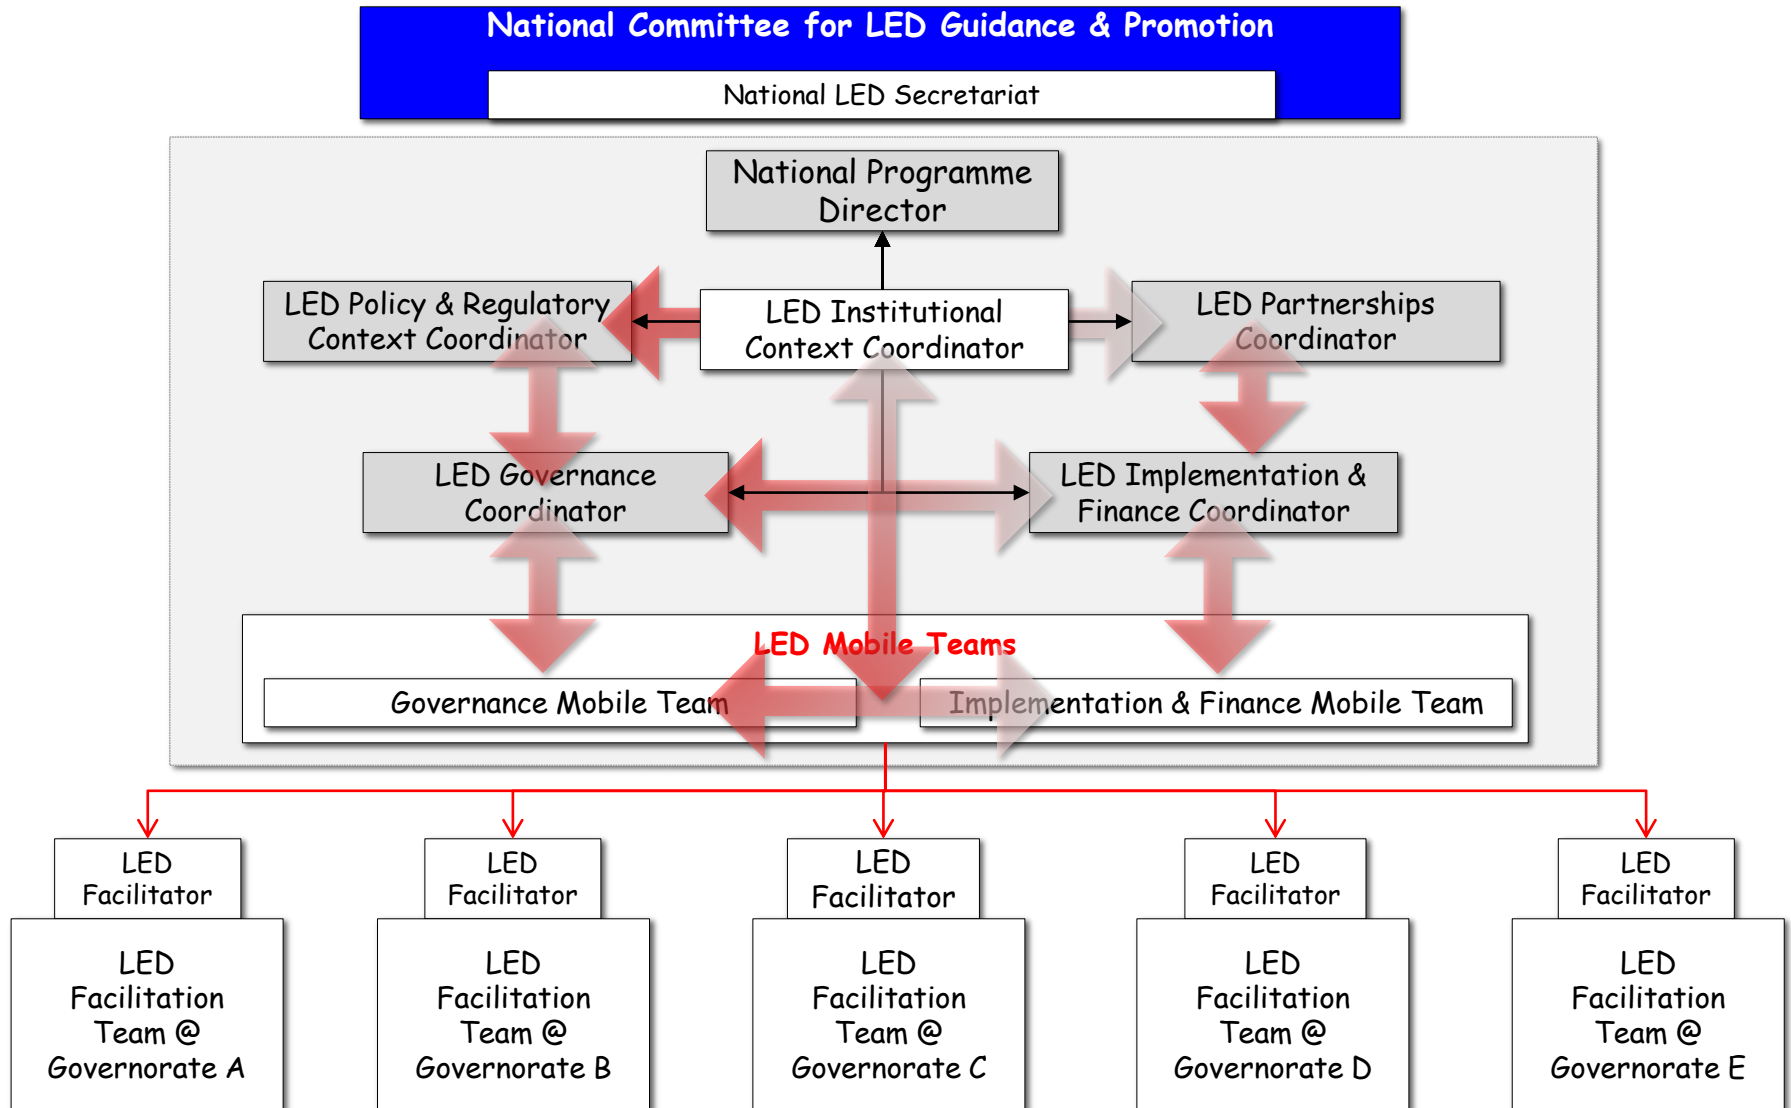 National Committee for LED Guidance & Promotion
National LED Secretariat
National Programme
Director
LED Policy & Regulatory
Context Coordinator
LED Institutional
Context Coordinator
LED Partnerships
Coordinator
LED Governance
Coordinator
LED Implementation &
Finance Coordinator
LED Mobile Teams
Governance Mobile Team
Implementation & Finance Mobile Team
LED
Facilitator
LED
Facilitator
LED
Facilitator
LED
Facilitator
LED
Facilitator
LED
Facilitation
Team @
Governorate A
LED
Facilitation
Team @
Governorate B
LED
Facilitation
Team @
Governorate C
LED
Facilitation
Team @
Governorate D
LED
Facilitation
Team @
Governorate E